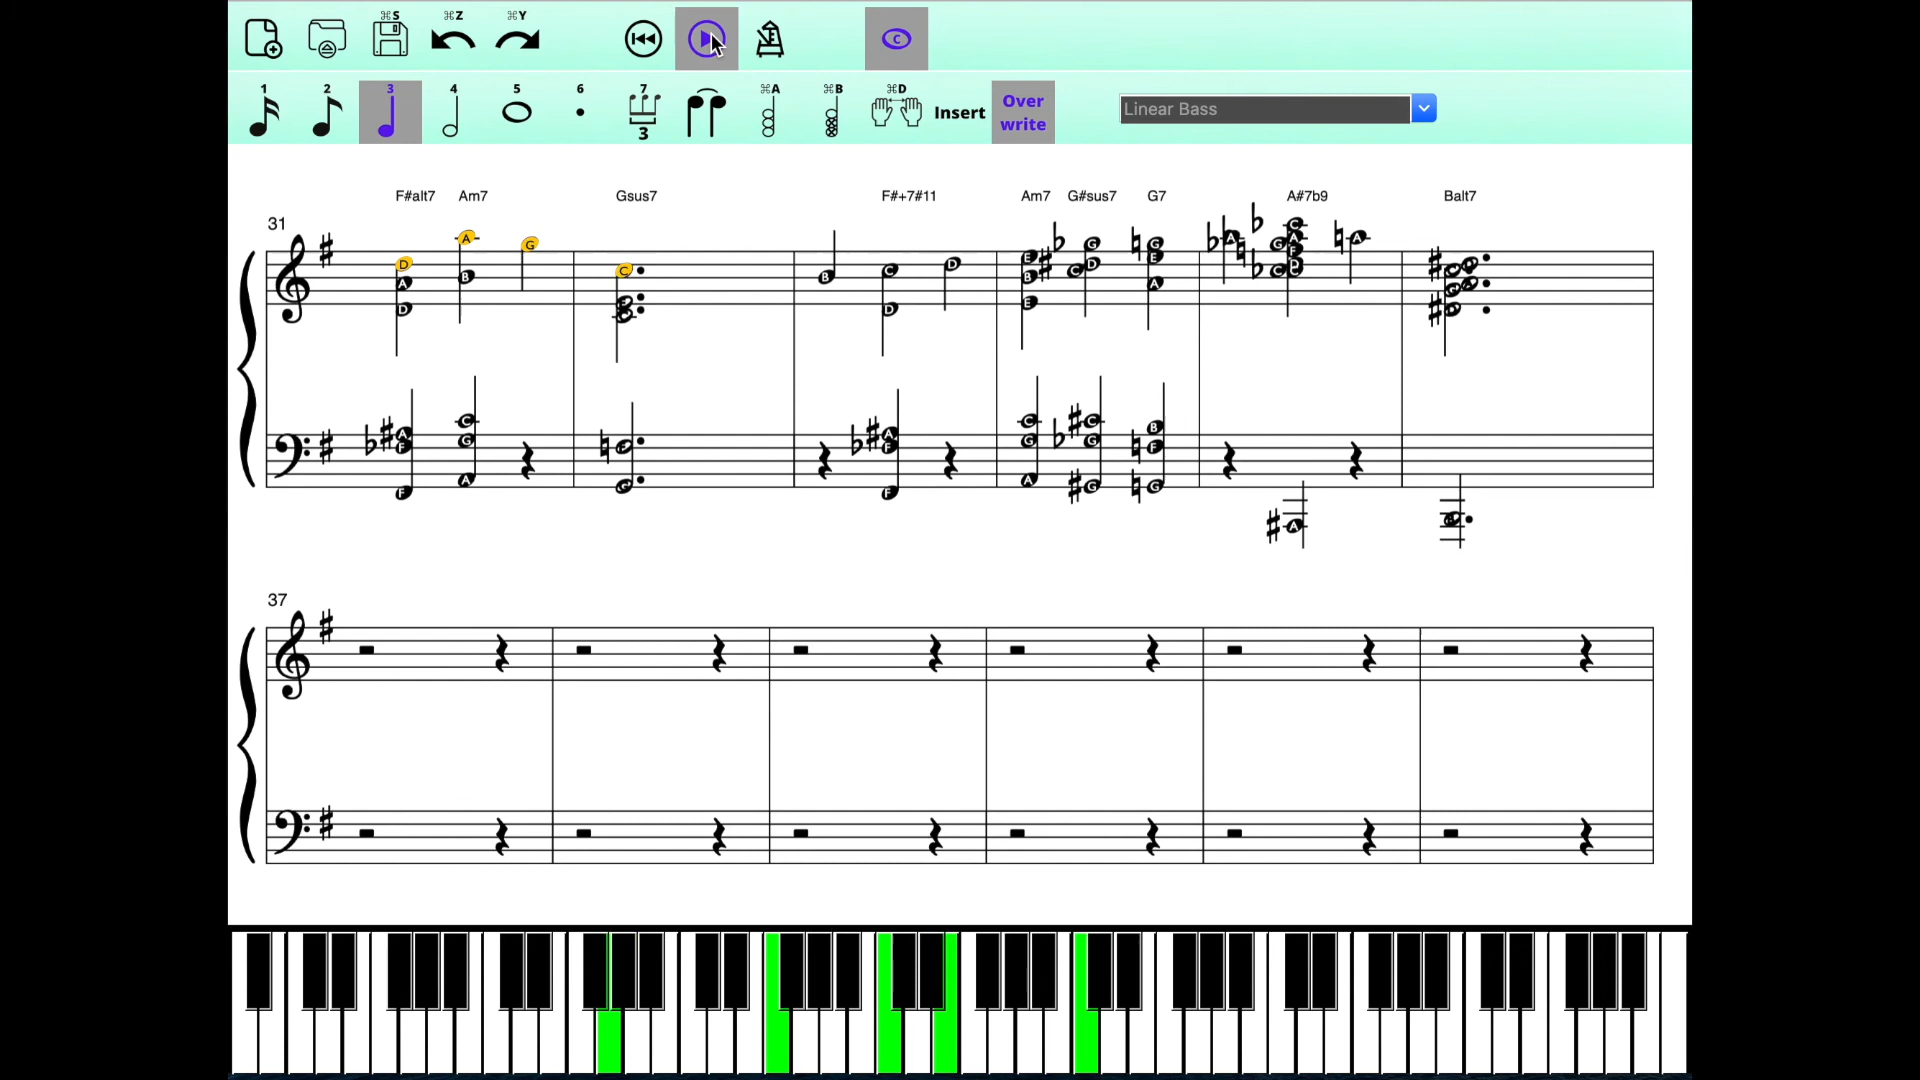 ⌘S ⌘Z ⌘Y
C
1 2 3 4 5 6 7 ⌘A ⌘B ⌘D
3
Insert
Over
write
Linear Bass
F#alt7 Am7 Gsus7 F#+7#11 Am7 G#sus7 G7 A#7b9 Balt7
31
37